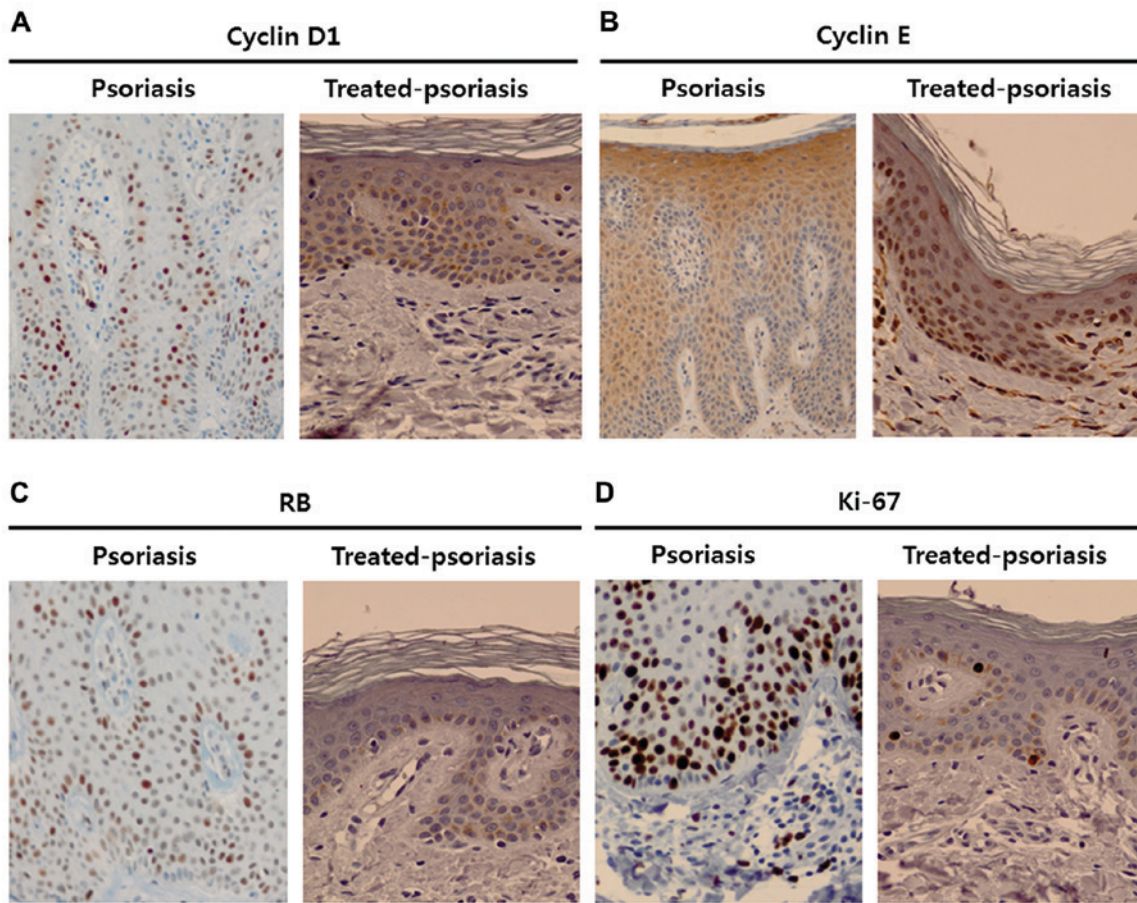 A
Cyclin D1
Psoriasis Treated-psoriasis
B
Cyclin E
Psoriasis Treated-psoriasis
C
RB
Psoriasis Treated-psoriasis
D
Ki-67
Psoriasis Treated-psoriasis